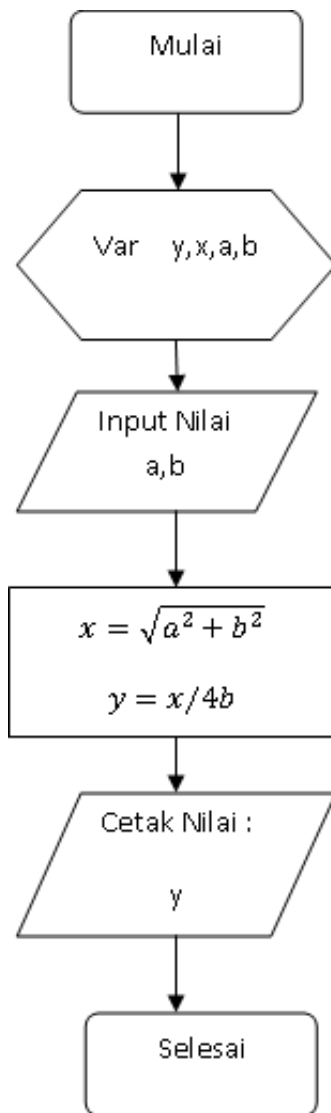 Mulai
Var y,x,a,b
Input Nilai
a,b
x = √(a² + b²)
y = x/4b
Cetak Nilai :
y
Selesai